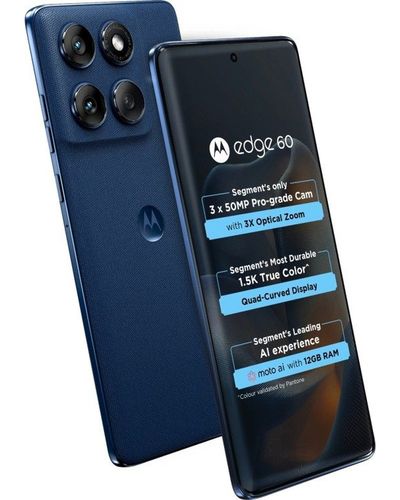 edge 60
Segment's only
3 x 50MP Pro-grade Cam
with 3X Optical Zoom
Segment's Most Durable
1.5K True Color^
Quad-Curved Display
Segment's Leading
AI experience
moto ai with 12GB RAM
^Colour validated by Pantone